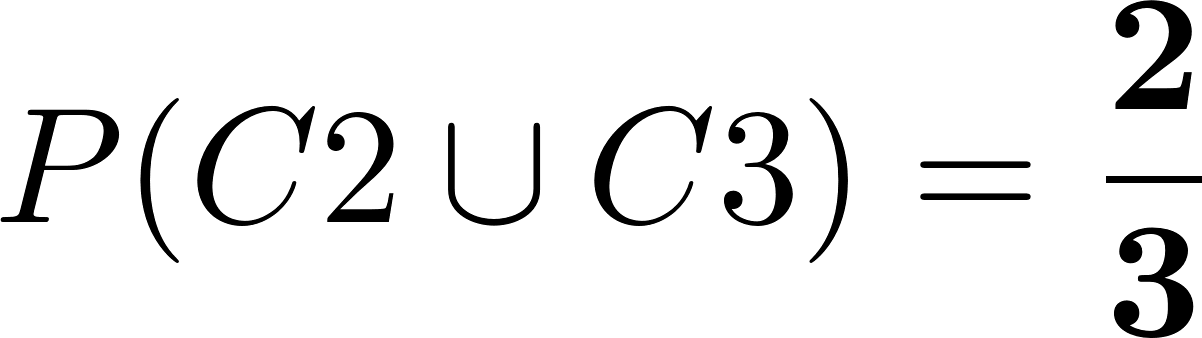 P(C2 ∪ C3) = 2/3